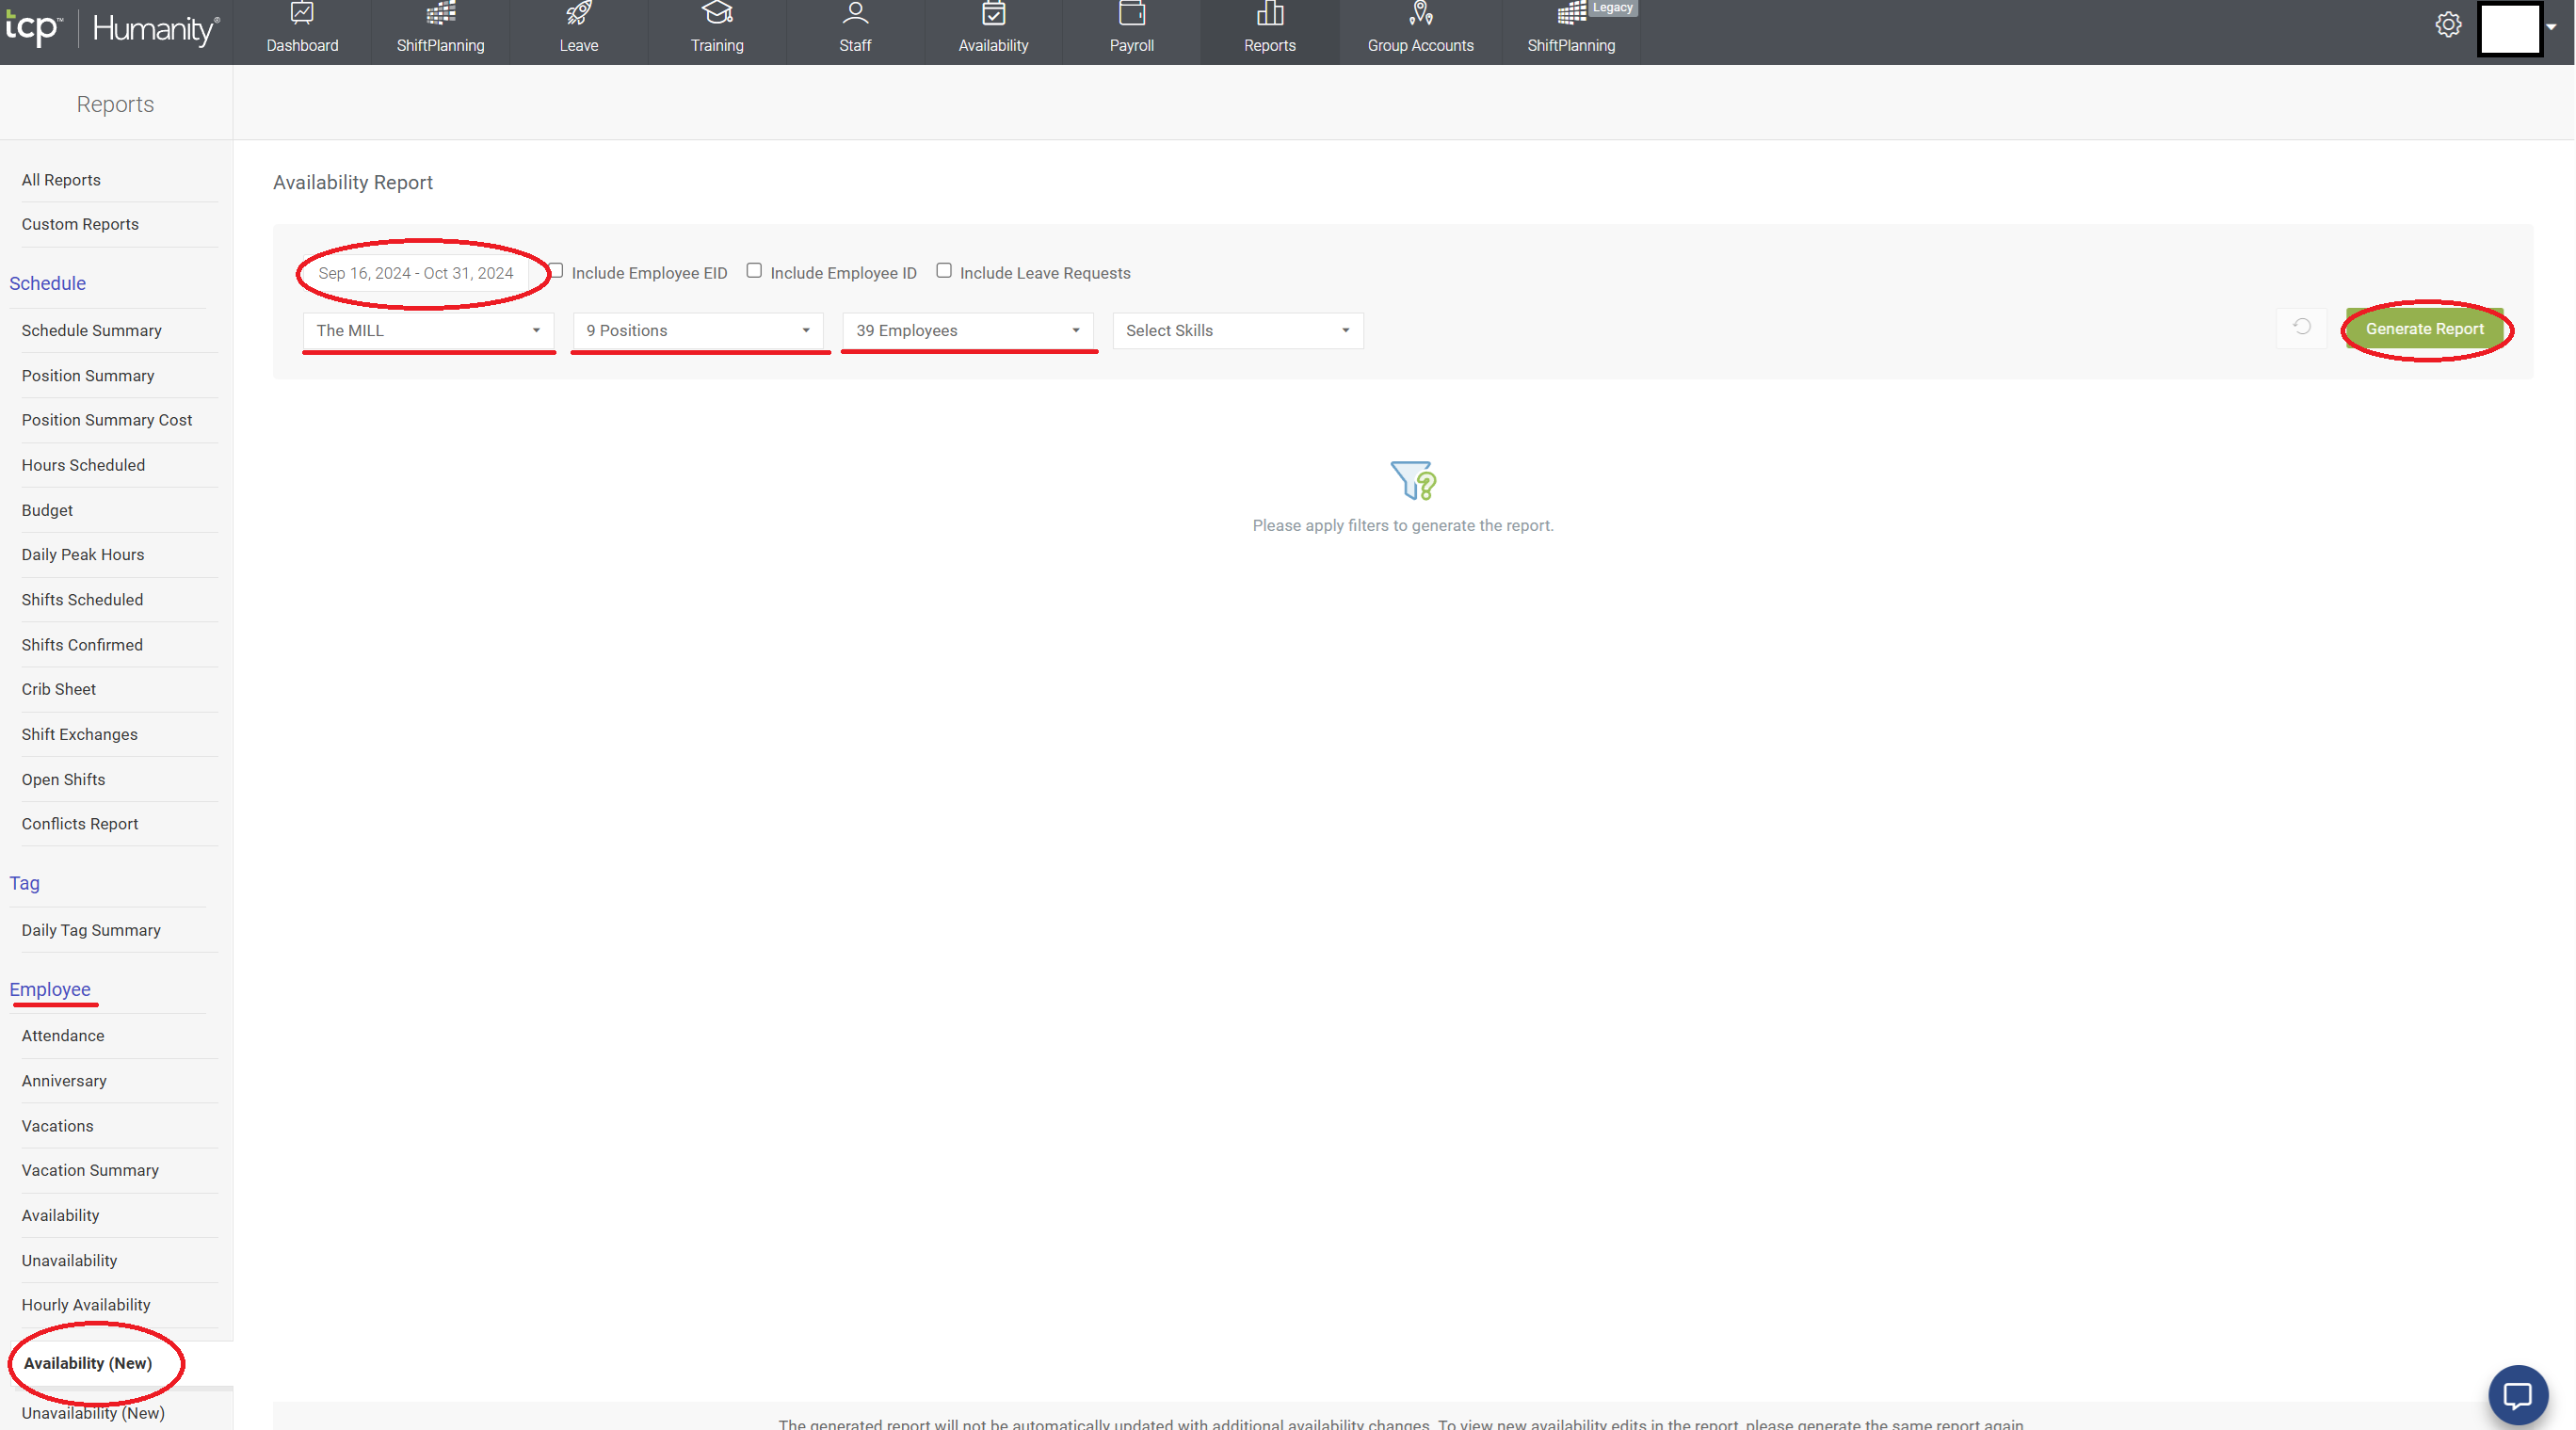 tcp™ Humanity®
Dashboard
ShiftPlanning
Leave
Training
Staff
Availability
Payroll
Reports
Group Accounts
Legacy
ShiftPlanning
Reports
All Reports
Custom Reports
Schedule
Schedule Summary
Position Summary
Position Summary Cost
Hours Scheduled
Budget
Daily Peak Hours
Shifts Scheduled
Shifts Confirmed
Crib Sheet
Shift Exchanges
Open Shifts
Conflicts Report
Tag
Daily Tag Summary
Employee
Attendance
Anniversary
Vacations
Vacation Summary
Availability
Unavailability
Hourly Availability
Availability (New)
Unavailability (New)
Availability Report
Sep 16, 2024 - Oct 31, 2024 Include Employee EID Include Employee ID Include Leave Requests
The MILL 9 Positions 39 Employees Select Skills Generate Report
Please apply filters to generate the report.
The generated report will not be automatically updated with additional availability changes. To view new availability edits in the report, please generate the same report again.